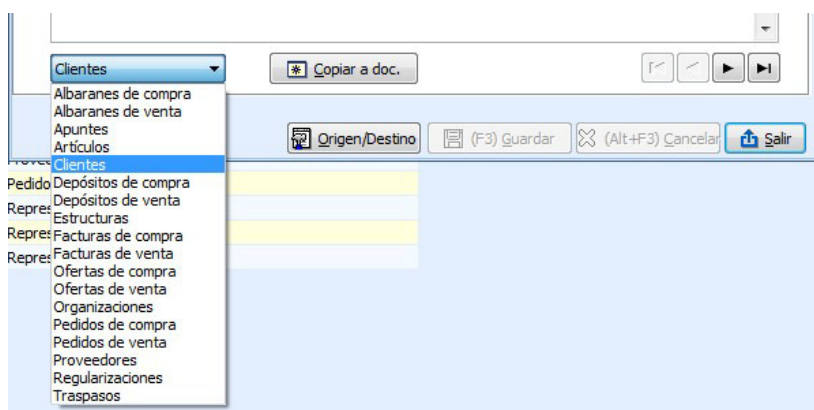 Clientes
Copiar a doc.
Albaranes de compra
Albaranes de venta
Apuntes
Artículos
Clientes
Depósitos de compra
Depósitos de venta
Estructuras
Facturas de compra
Facturas de venta
Ofertas de compra
Ofertas de venta
Organizaciones
Pedidos de compra
Pedidos de venta
Proveedores
Regularizaciones
Traspasos
Origen/Destino
(F3) Guardar
(Alt+F3) Cancelar
Salir
Pedido
Repres
Repres
Repres